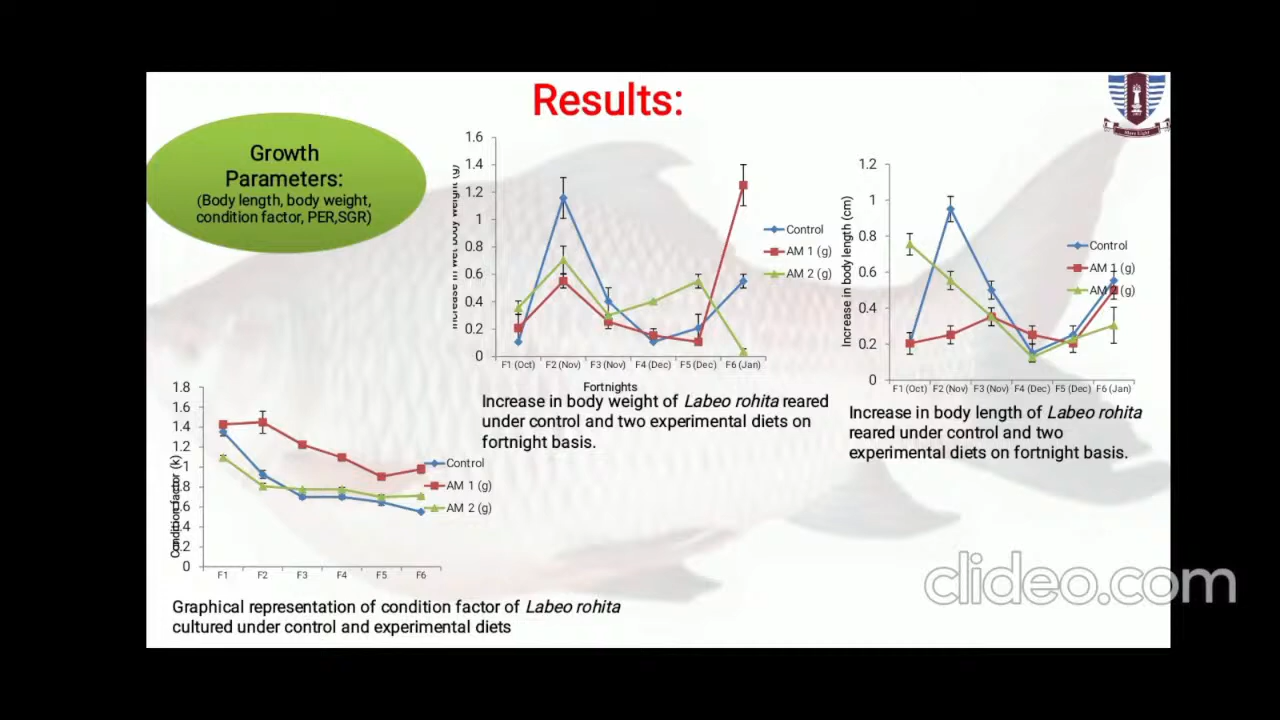 Results:
Growth
Parameters:
(Body length, body weight,
condition factor, PER,SGR)
1.6
1.4
1.2
1
0.8
0.6
0.4
0.2
0
F1 (Oct) F2 (Nov) F3 (Nov) F4 (Dec) F5 (Dec) F6 (Jan)
Fortnights
Control
AM 1 (g)
AM 2 (g)
Increase in body weight of Labeo rohita reared
under control and two experimental diets on
fortnight basis.
Increase in body length (cm)
1.2
1
0.8
0.6
0.4
0.2
0
F1 (Oct) F2 (Nov) F3 (Nov) F4 (Dec) F5 (Dec) F6 (Jan)
Control
AM 1 (g)
AM 2 (g)
Increase in body length of Labeo rohita
reared under control and two
experimental diets on fortnight basis.
Condition factor (k)
1.8
1.6
1.4
1.2
1
0.8
0.6
0.4
0.2
0
F1 F2 F3 F4 F5 F6
Control
AM 1 (g)
AM 2 (g)
Graphical representation of condition factor of Labeo rohita
cultured under control and experimental diets
clideo.com